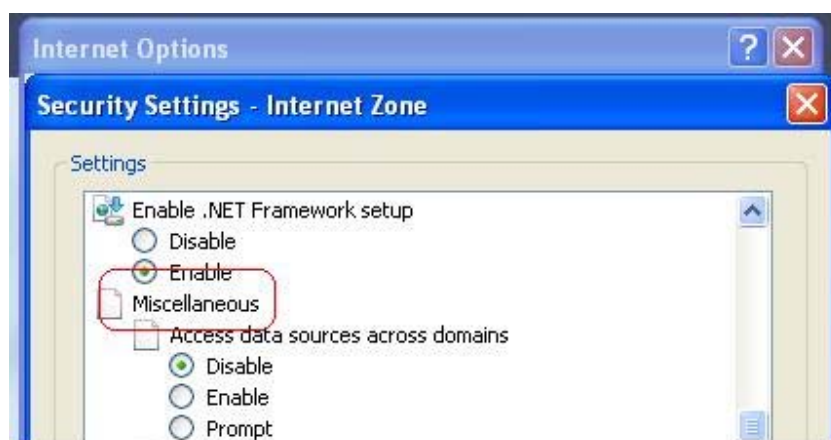 Internet Options
Security Settings - Internet Zone
Settings
Enable .NET Framework setup
Disable
Enable
Miscellaneous
Access data sources across domains
Disable
Enable
Prompt